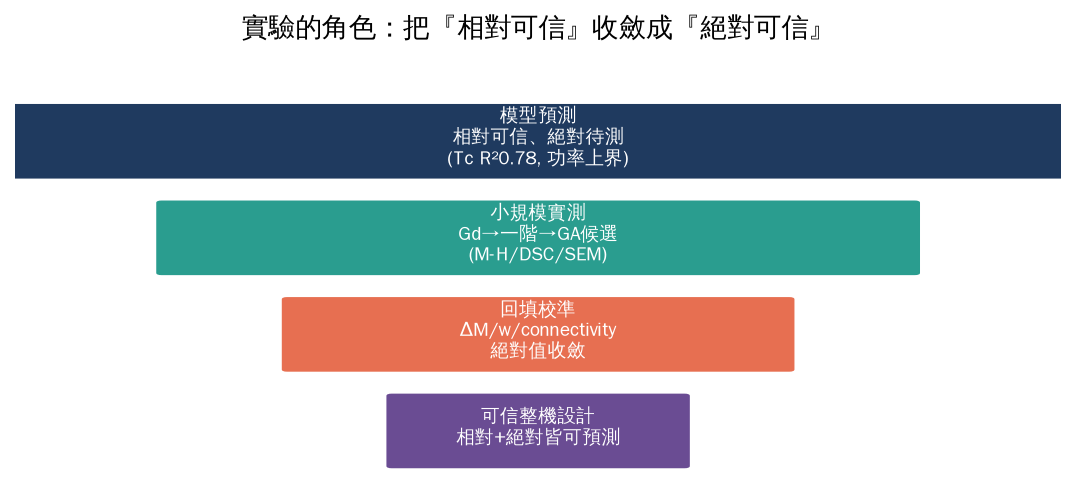 實驗的角色：把『相對可信』收斂成『絕對可信』
模型預測
相對可信、絕對待測
(Tc R²0.78, 功率上界)
小規模實測
Gd→一階→GA候選
(M-H/DSC/SEM)
回填校準
ΔM/w/connectivity
絕對值收斂
可信整機設計
相對+絕對皆可預測